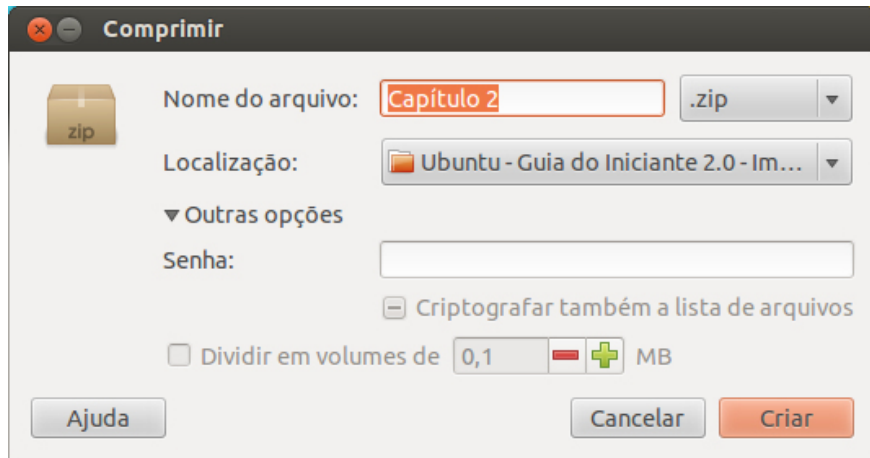 Comprimir
Nome do arquivo: Capítulo 2 .zip
zip
Localização: Ubuntu - Guia do Iniciante 2.0 - Im...
Outras opções
Senha:
Criptografar também a lista de arquivos
Dividir em volumes de 0,1 MB
Ajuda Cancelar Criar